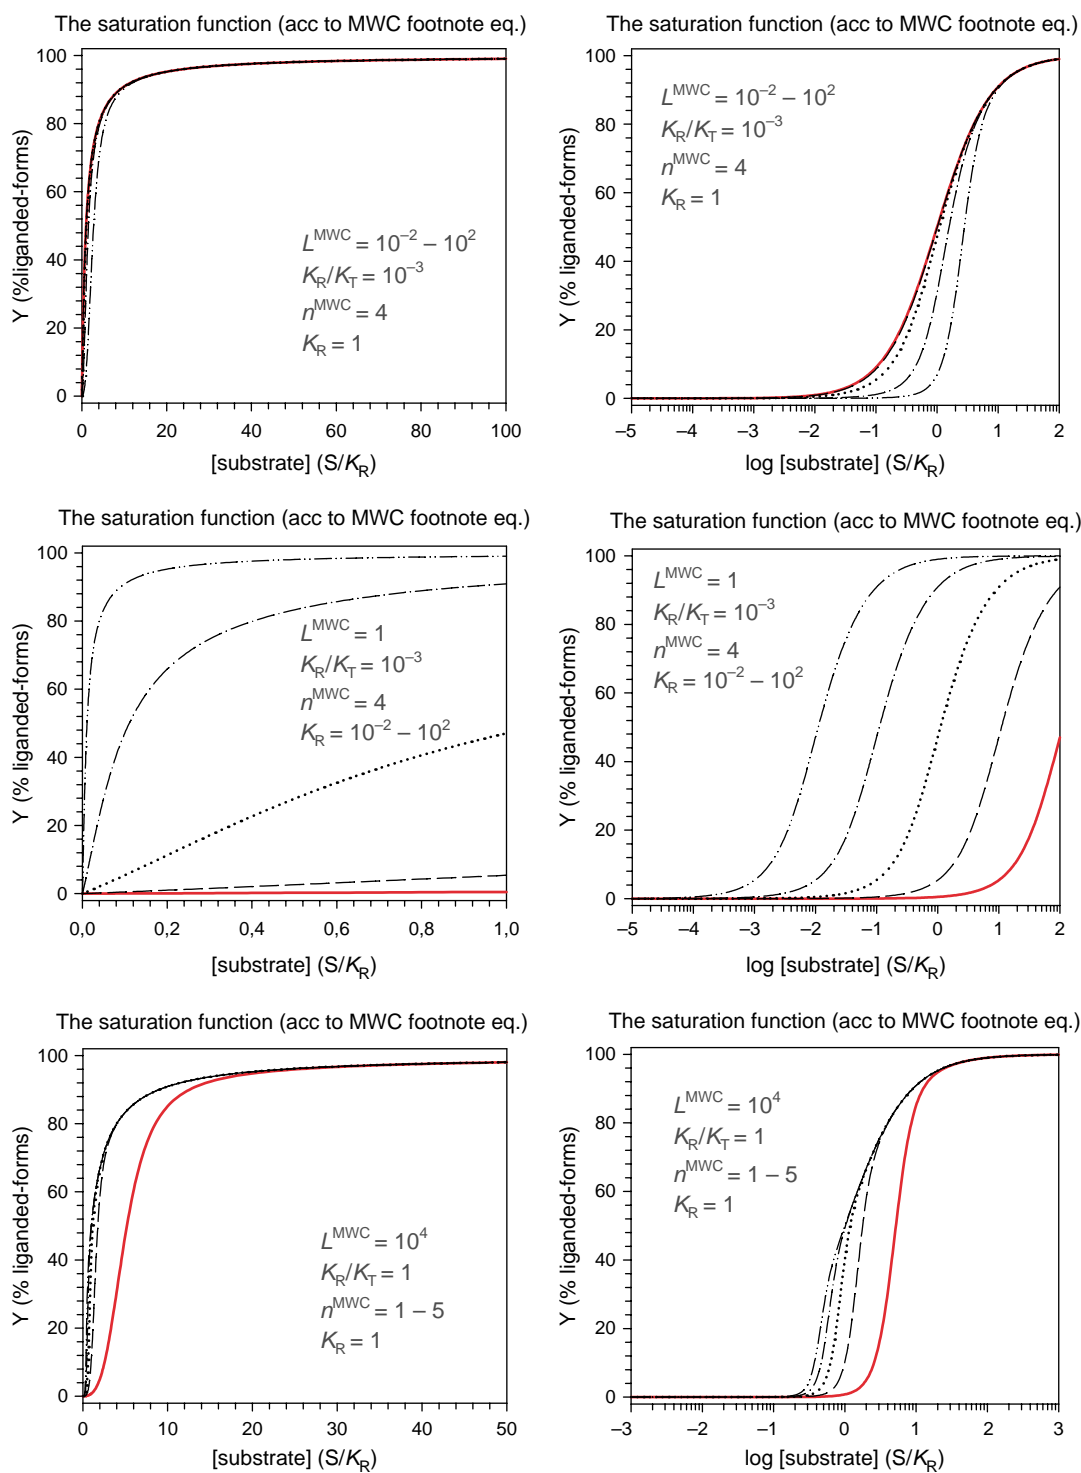 The saturation function (acc to MWC footnote eq.)
Y (%liganded-forms)
100
80
60
40
20
0
L^MWC = 10^–2 – 10^2
K_R/K_T = 10^–3
n^MWC = 4
K_R = 1
0 20 40 60 80 100
[substrate] (S/K_R)
The saturation function (acc to MWC footnote eq.)
Y (% liganded-forms)
100
80
60
40
20
0
L^MWC = 10^–2 – 10^2
K_R/K_T = 10^–3
n^MWC = 4
K_R = 1
–5 –4 –3 –2 –1 0 1 2
log [substrate] (S/K_R)
The saturation function (acc to MWC footnote eq.)
Y (% liganded-forms)
100
80
60
40
20
0
L^MWC = 1
K_R/K_T = 10^–3
n^MWC = 4
K_R = 10^–2 – 10^2
0,0 0,2 0,4 0,6 0,8 1,0
[substrate] (S/K_R)
The saturation function (acc to MWC footnote eq.)
Y (% liganded-forms)
100
80
60
40
20
0
L^MWC = 1
K_R/K_T = 10^–3
n^MWC = 4
K_R = 10^–2 – 10^2
–5 –4 –3 –2 –1 0 1 2
log [substrate] (S/K_R)
The saturation function (acc to MWC footnote eq.)
Y (% liganded-forms)
100
80
60
40
20
0
L^MWC = 10^4
K_R/K_T = 1
n^MWC = 1 – 5
K_R = 1
0 10 20 30 40 50
[substrate] (S/K_R)
The saturation function (acc to MWC footnote eq.)
Y (% liganded-forms)
100
80
60
40
20
0
L^MWC = 10^4
K_R/K_T = 1
n^MWC = 1 – 5
K_R = 1
–3 –2 –1 0 1 2 3
log [substrate] (S/K_R)